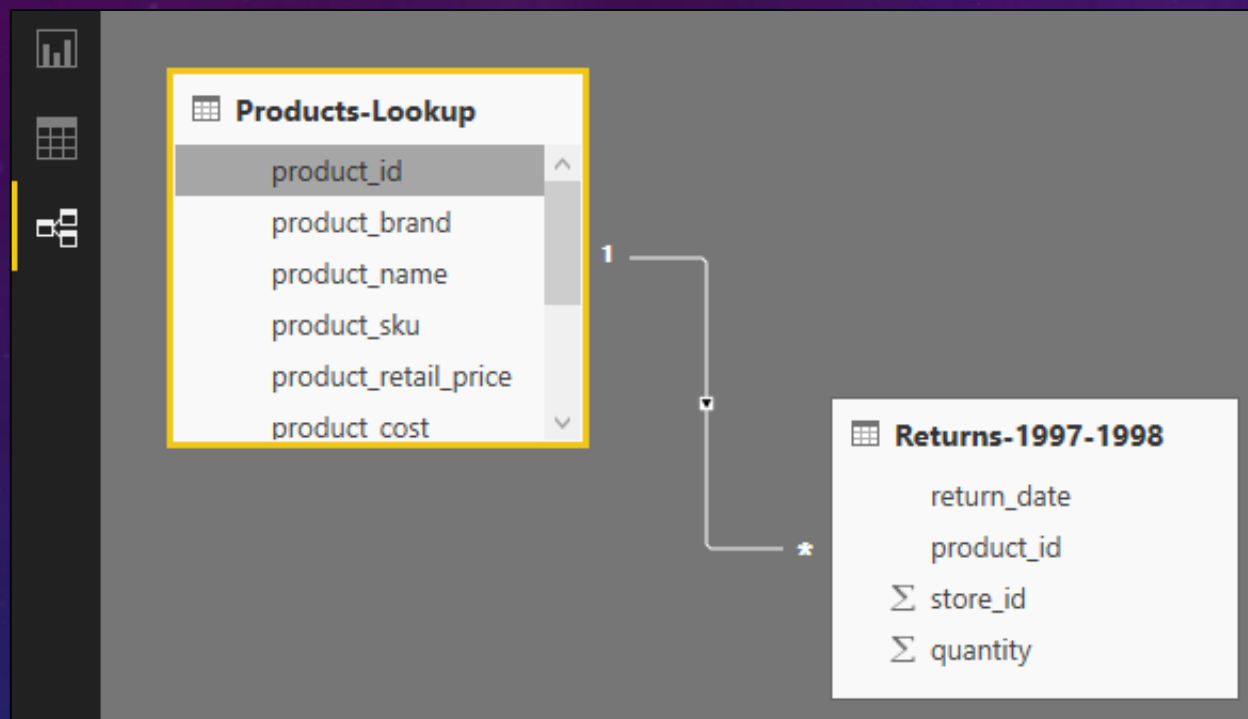 Products-Lookup
product_id
product_brand
product_name
product_sku
product_retail_price
product_cost
1
*
Returns-1997-1998
return_date
product_id
Σ store_id
Σ quantity